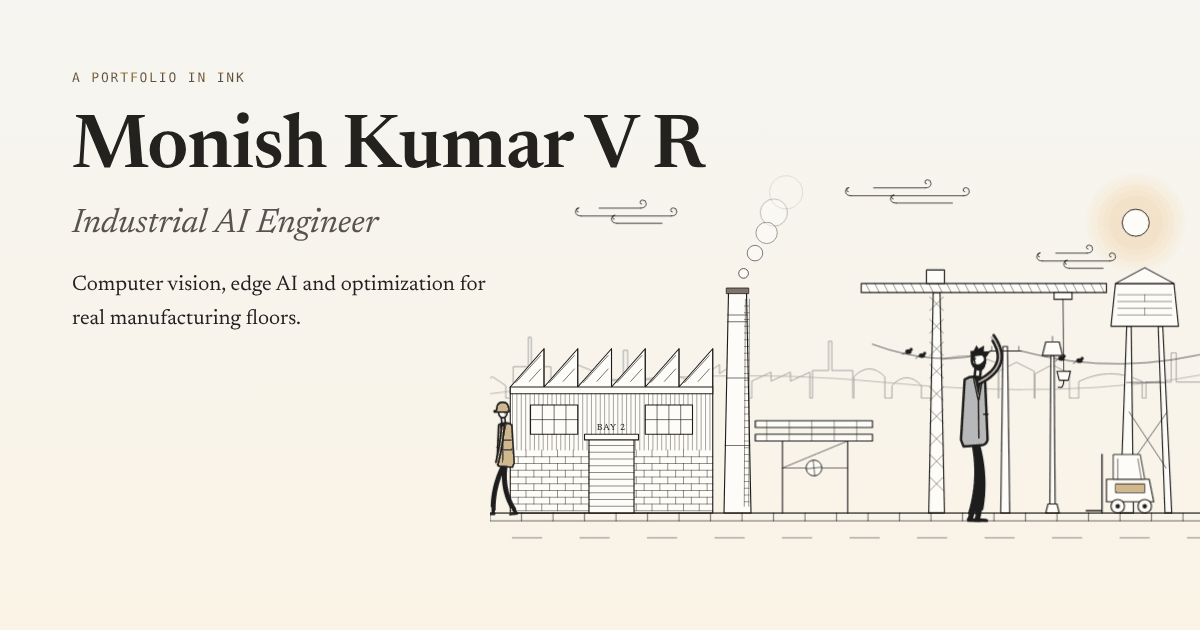 A PORTFOLIO IN INK
Monish Kumar V R
Industrial AI Engineer
Computer vision, edge AI and optimization for
real manufacturing floors.
BAY 2